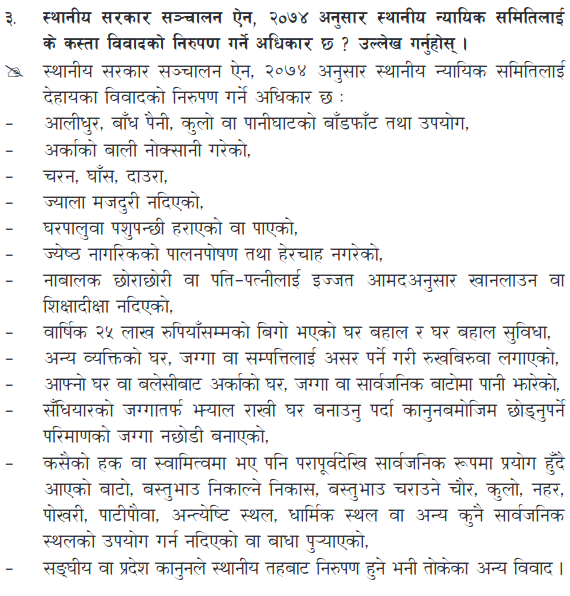 ३. स्थानीय सरकार सञ्चालन ऐन, २०७४ अनुसार स्थानीय न्यायिक समितिलाई
के कस्ता विवादको निरुपण गर्ने अधिकार छ ? उल्लेख गर्नुहोस् ।
स्थानीय सरकार सञ्चालन ऐन, २०७४ अनुसार स्थानीय न्यायिक समितिलाई
देहायका विवादको निरुपण गर्ने अधिकार छ :
– आलीधुर, बाँध पैनी, कुलो वा पानीघाटको बाँडफाँट तथा उपयोग,
– अर्काको बाली नोक्सानी गरेको,
– चरन, घाँस, दाउरा,
– ज्याला मजदुरी नदिएको,
– घरपालुवा पशुपन्छी हराएको वा पाएको,
– ज्येष्ठ नागरिकको पालनपोषण तथा हेरचाह नगरेको,
– नाबालक छोराछोरी वा पति-पत्नीलाई इज्जत आमदअनुसार खानलाउन वा
शिक्षादीक्षा नदिएको,
– वार्षिक २५ लाख रुपियाँसम्मको बिगो भएको घर बहाल र घर बहाल सुविधा,
– अन्य व्यक्तिको घर, जग्गा वा सम्पत्तिलाई असर पर्ने गरी रुखबिरुवा लगाएको,
– आफ्नो घर वा बलेसीबाट अर्काको घर, जग्गा वा सार्वजनिक बाटोमा पानी झारेको,
– सँधियारको जग्गातर्फ झ्याल राखी घर बनाउनु पर्दा कानुनबमोजिम छोड्नुपर्ने
परिमाणको जग्गा नछोडी बनाएको,
– कसैको हक वा स्वामित्वमा भए पनि परापूर्वदेखि सार्वजनिक रूपमा प्रयोग हुँदै
आएको बाटो, बस्तुभाउ निकाल्ने निकास, बस्तुभाउ चराउने चौर, कुलो, नहर,
पोखरी, पाटीपौवा, अन्त्येष्टि स्थल, धार्मिक स्थल वा अन्य कुनै सार्वजनिक
स्थलको उपयोग गर्न नदिएको वा बाधा पुऱ्याएको,
– सङ्घीय वा प्रदेश कानुनले स्थानीय तहबाट निरुपण हुने भनी तोकेका अन्य विवाद ।